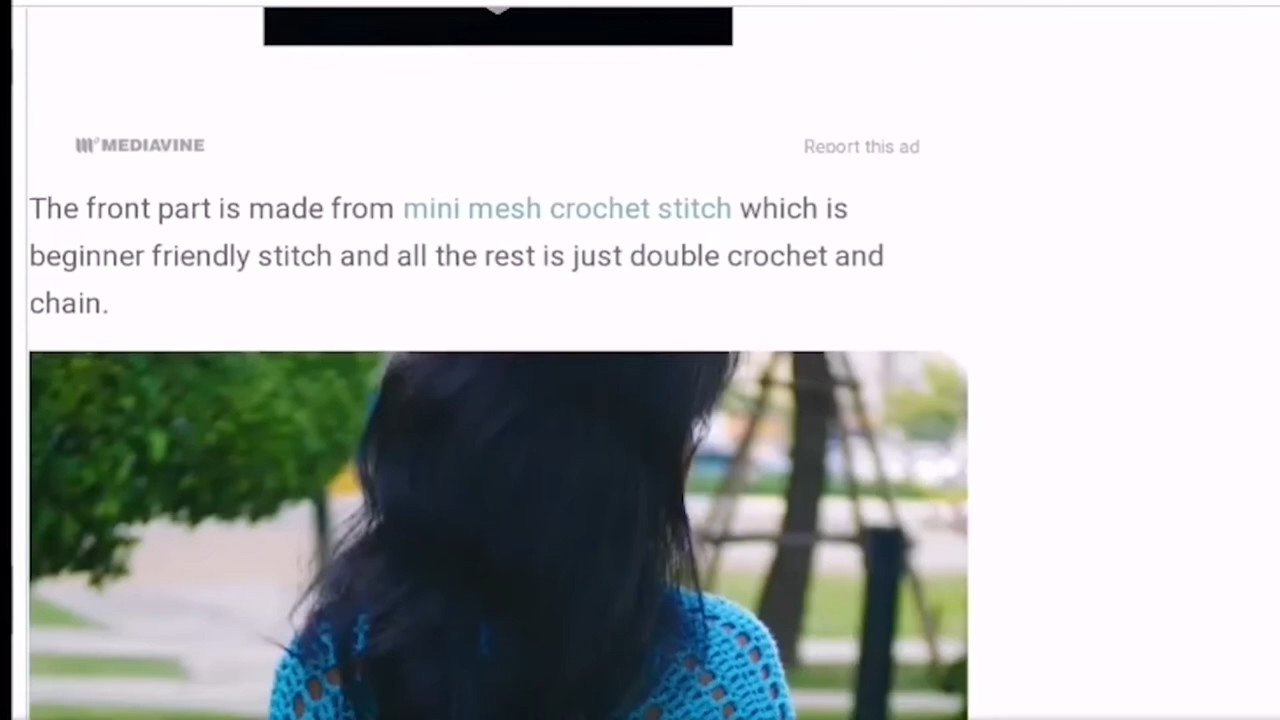 MEDIAVINE
Report this ad
The front part is made from mini mesh crochet stitch which is
beginner friendly stitch and all the rest is just double crochet and
chain.